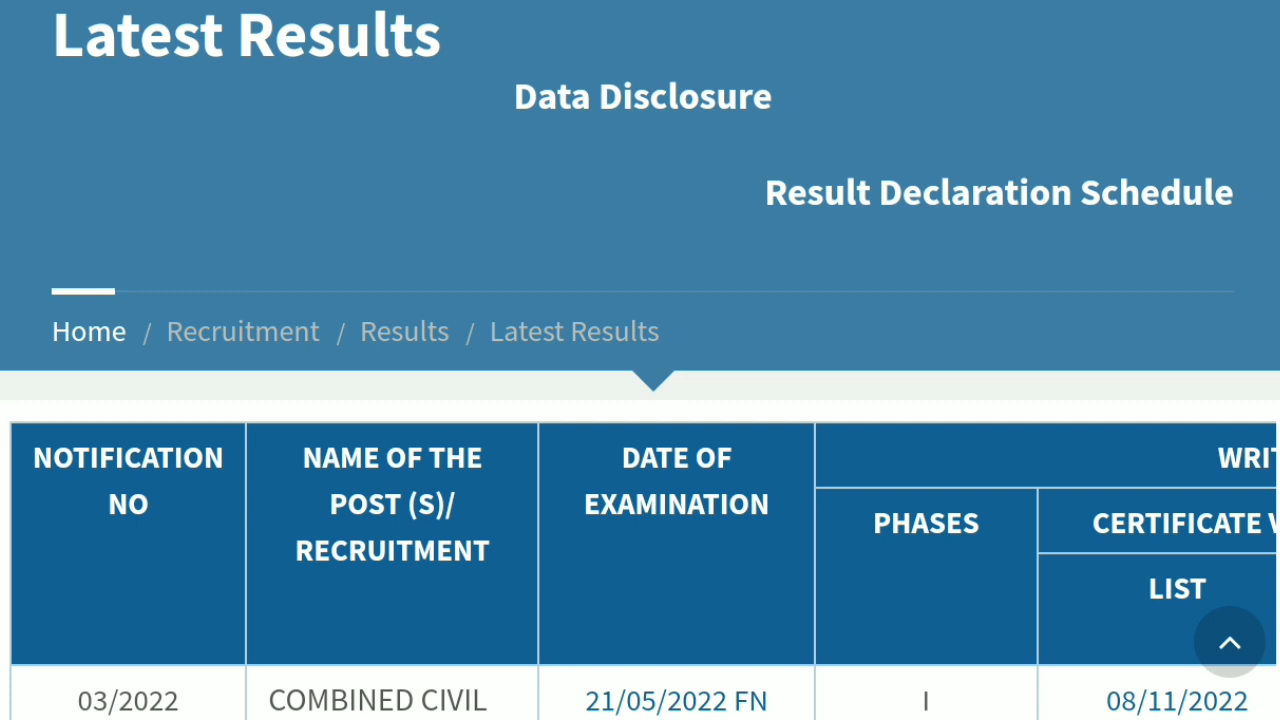 Latest Results
Data Disclosure
Result Declaration Schedule
Home / Recruitment / Results / Latest Results
NOTIFICATION NO
NAME OF THE POST (S)/ RECRUITMENT
DATE OF EXAMINATION
PHASES
CERTIFICATE
LIST
03/2022 COMBINED CIVIL 21/05/2022 FN I 08/11/2022